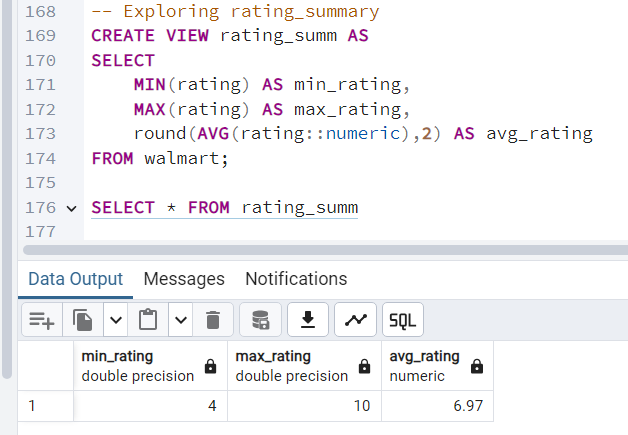 168 -- Exploring rating_summary
169 CREATE VIEW rating_summ AS
170 SELECT
171 MIN(rating) AS min_rating,
172 MAX(rating) AS max_rating,
173 round(AVG(rating::numeric),2) AS avg_rating
174 FROM walmart;
175
176 SELECT * FROM rating_summ
177
Data Output Messages Notifications
SQL
min_rating max_rating avg_rating
double precision double precision numeric
1 4 10 6.97